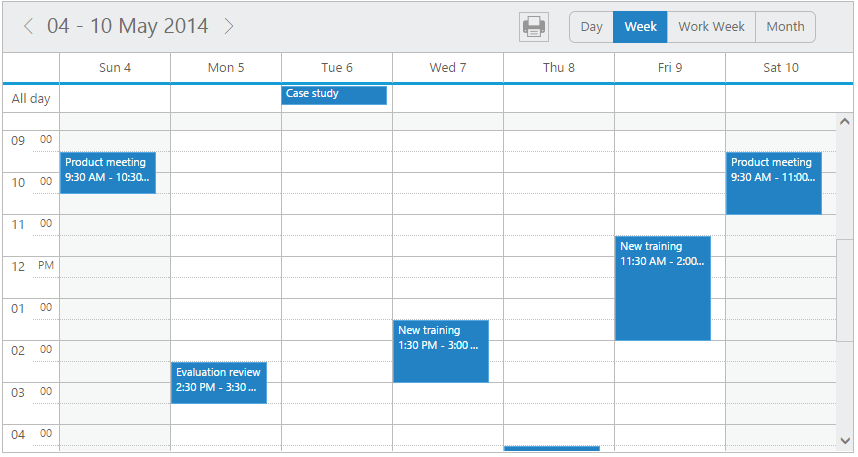 04 - 10 May 2014
Day Week Work Week Month
Sun 4 Mon 5 Tue 6 Wed 7 Thu 8 Fri 9 Sat 10
All day Case study
09 00
Product meeting
9:30 AM - 10:30...
Product meeting
9:30 AM - 11:00...
10 00
11 00
New training
11:30 AM - 2:00...
12 PM
01 00
New training
1:30 PM - 3:00 ...
02 00
Evaluation review
2:30 PM - 3:30 ...
03 00
04 00